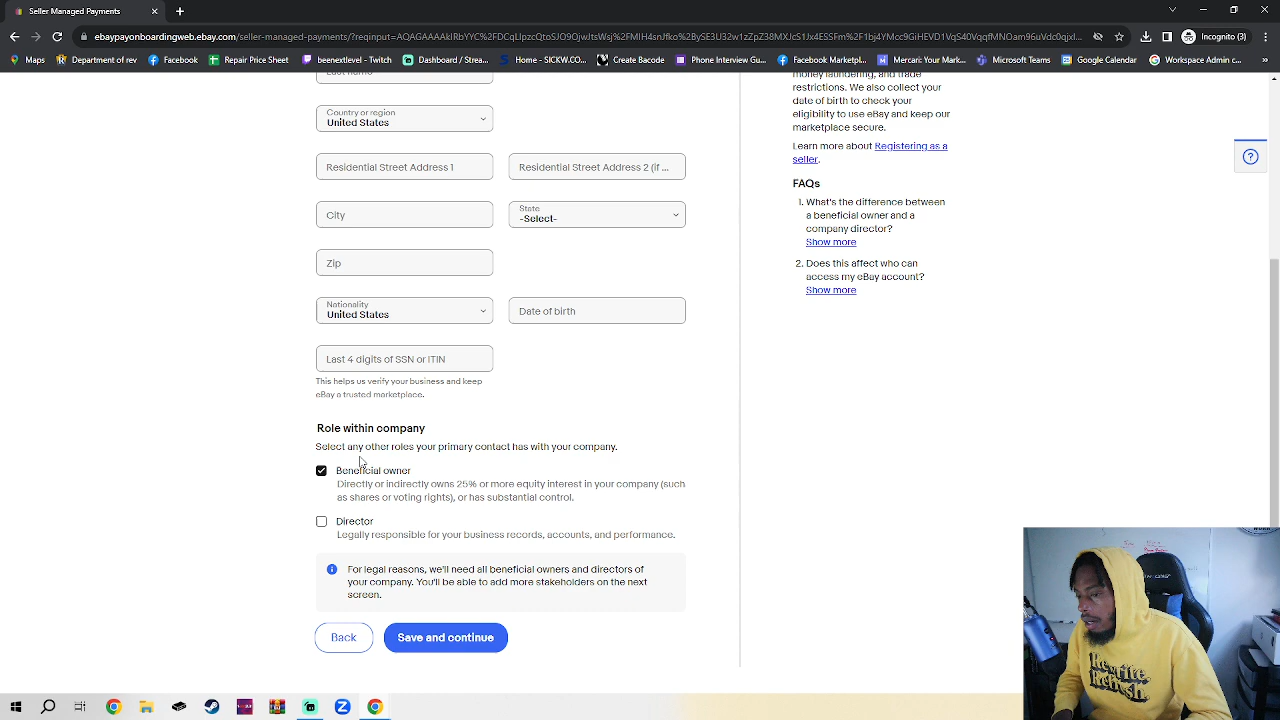 Seller Managed Payments
ebaypayonboardingweb.ebay.com/seller-managed-payments/?reqinput=
Incognito (3)
Maps
Department of rev
Facebook
Repair Price Sheet
beenextlevel - Twitch
Dashboard / Strea...
Home - SICKW.CO...
Create Bee-side
Phone Interview Gu...
Facebook Marketpl...
Mercari: Your Mark...
Microsoft Teams
Google Calendar
Workspace Admin c...
»
Last name
Country or region
United States
Residential Street Address 1
Residential Street Address 2 (if ...
City
State
-Select-
Zip
Nationality
United States
Date of birth
Last 4 digits of SSN or ITIN
This helps us verify your business and keep
eBay a trusted marketplace.
Role within company
Select any other roles your primary contact has with your company.
Beneficial owner
Directly or indirectly owns 25% or more equity interest in your company (such
as shares or voting rights), or has substantial control.
Director
Legally responsible for your business records, accounts, and performance.
For legal reasons, we'll need all beneficial owners and directors of
your company. You'll be able to add more stakeholders on the next
screen.
Back
Save and continue
money laundering, and trade
restrictions. We also collect your
date of birth to check your
eligibility to use eBay and keep our
marketplace secure.
Learn more about Registering as a
seller.
FAQs
1. What's the difference between
a beneficial owner and a
company director?
Show more
2. Does this affect who can
access my eBay account?
Show more